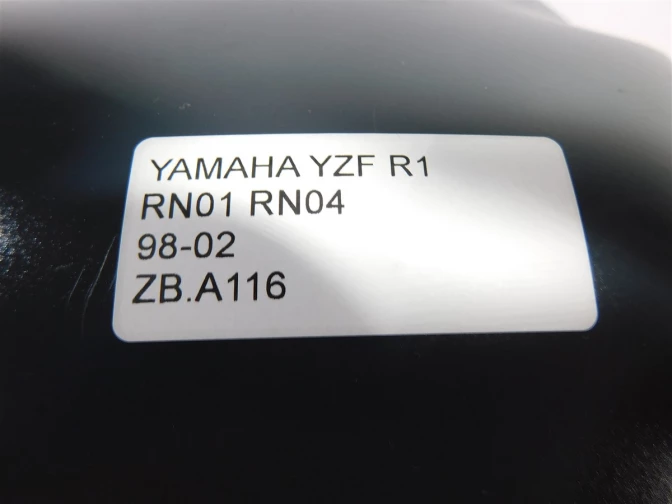 YAMAHA YZF R1
RN01 RN04
98-02
ZB.A116